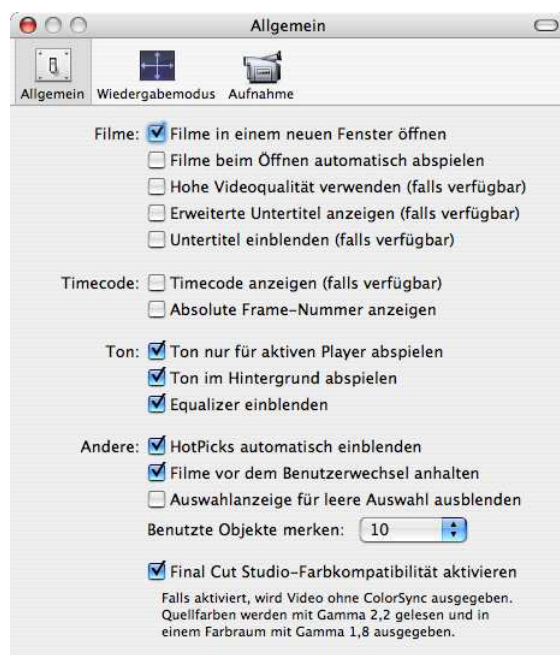 Allgemein
Allgemein Wiedergabemodus Aufnahme
Filme: Filme in einem neuen Fenster öffnen
Filme beim Öffnen automatisch abspielen
Hohe Videoqualität verwenden (falls verfügbar)
Erweiterte Untertitel anzeigen (falls verfügbar)
Untertitel einblenden (falls verfügbar)
Timecode: Timecode anzeigen (falls verfügbar)
Absolute Frame-Nummer anzeigen
Ton: Ton nur für aktiven Player abspielen
Ton im Hintergrund abspielen
Equalizer einblenden
Andere: HotPicks automatisch einblenden
Filme vor dem Benutzerwechsel anhalten
Auswahlanzeige für leere Auswahl ausblenden
Benutzte Objekte merken: 10
Final Cut Studio-Farbkompatibilität aktivieren
Falls aktiviert, wird Video ohne ColorSync ausgegeben.
Quellfarben werden mit Gamma 2,2 gelesen und in
einem Farbraum mit Gamma 1,8 ausgegeben.